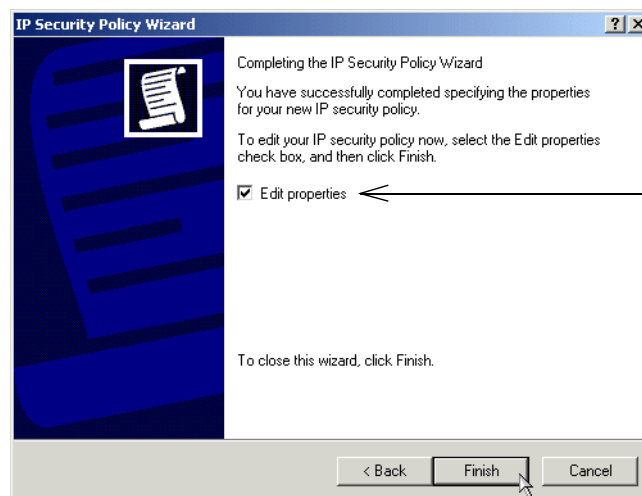 IP Security Policy Wizard
Completing the IP Security Policy Wizard
You have successfully completed specifying the properties
for your new IP security policy.
To edit your IP security policy now, select the Edit properties
check box, and then click Finish.
Edit properties
To close this wizard, click Finish.
< Back Finish Cancel